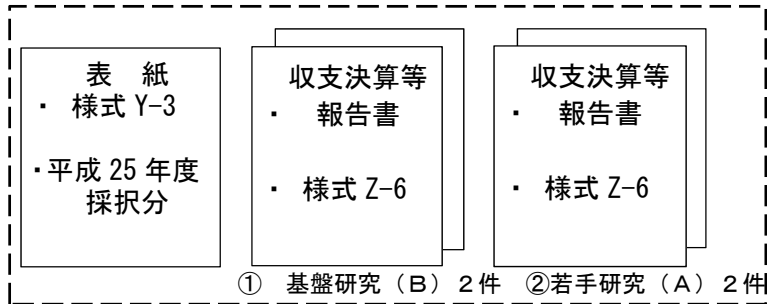 表　紙
・ 様式 Y-3
・平成 25 年度
採択分
収支決算等
・ 報告書
・ 様式 Z-6
収支決算等
・ 報告書
・ 様式 Z-6
①　基盤研究（Ｂ）２件　②若手研究（Ａ）２件